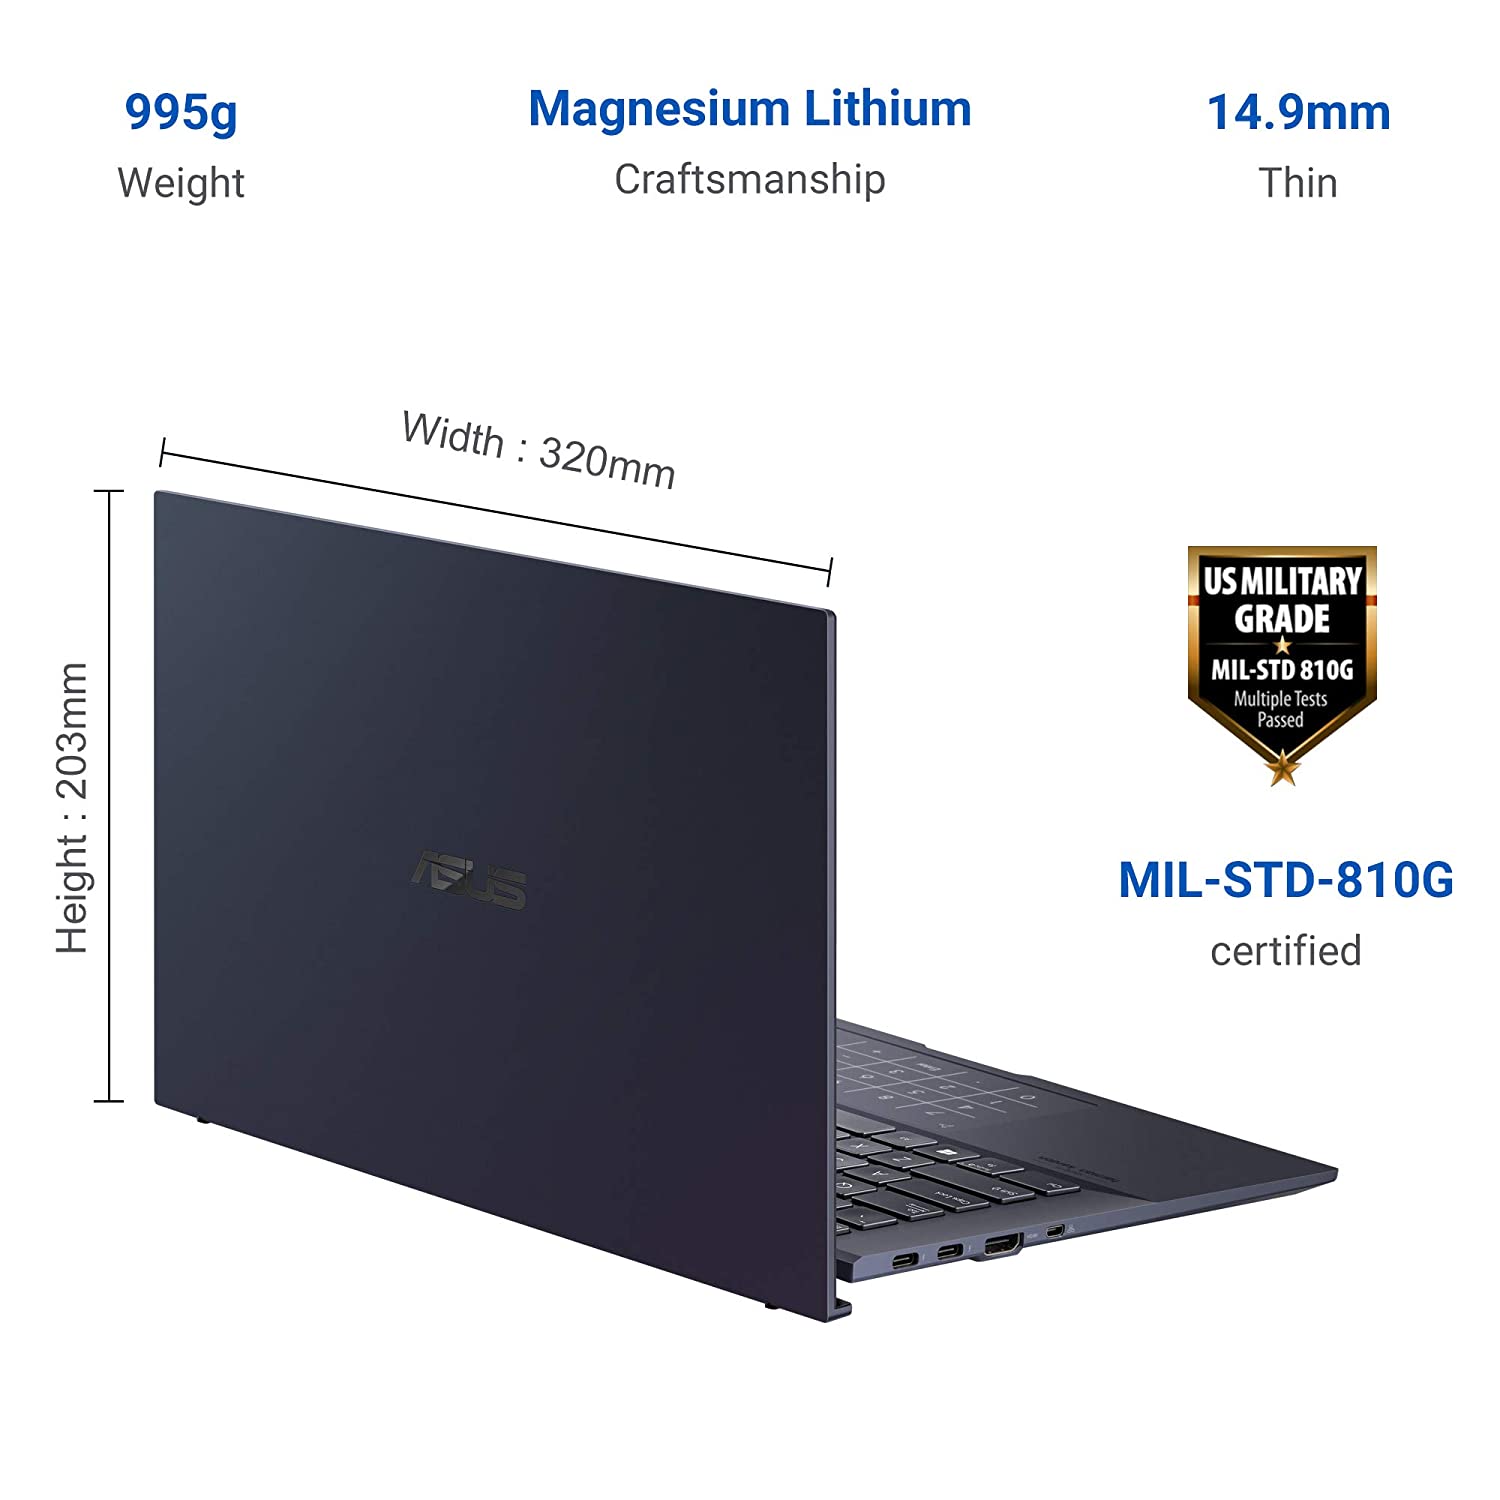 995g
Weight
Magnesium Lithium
Craftsmanship
14.9mm
Thin
Width : 320mm
Height : 203mm
ASUS
US MILITARY
GRADE
MIL-STD 810G
Multiple Tests
Passed
MIL-STD-810G
certified